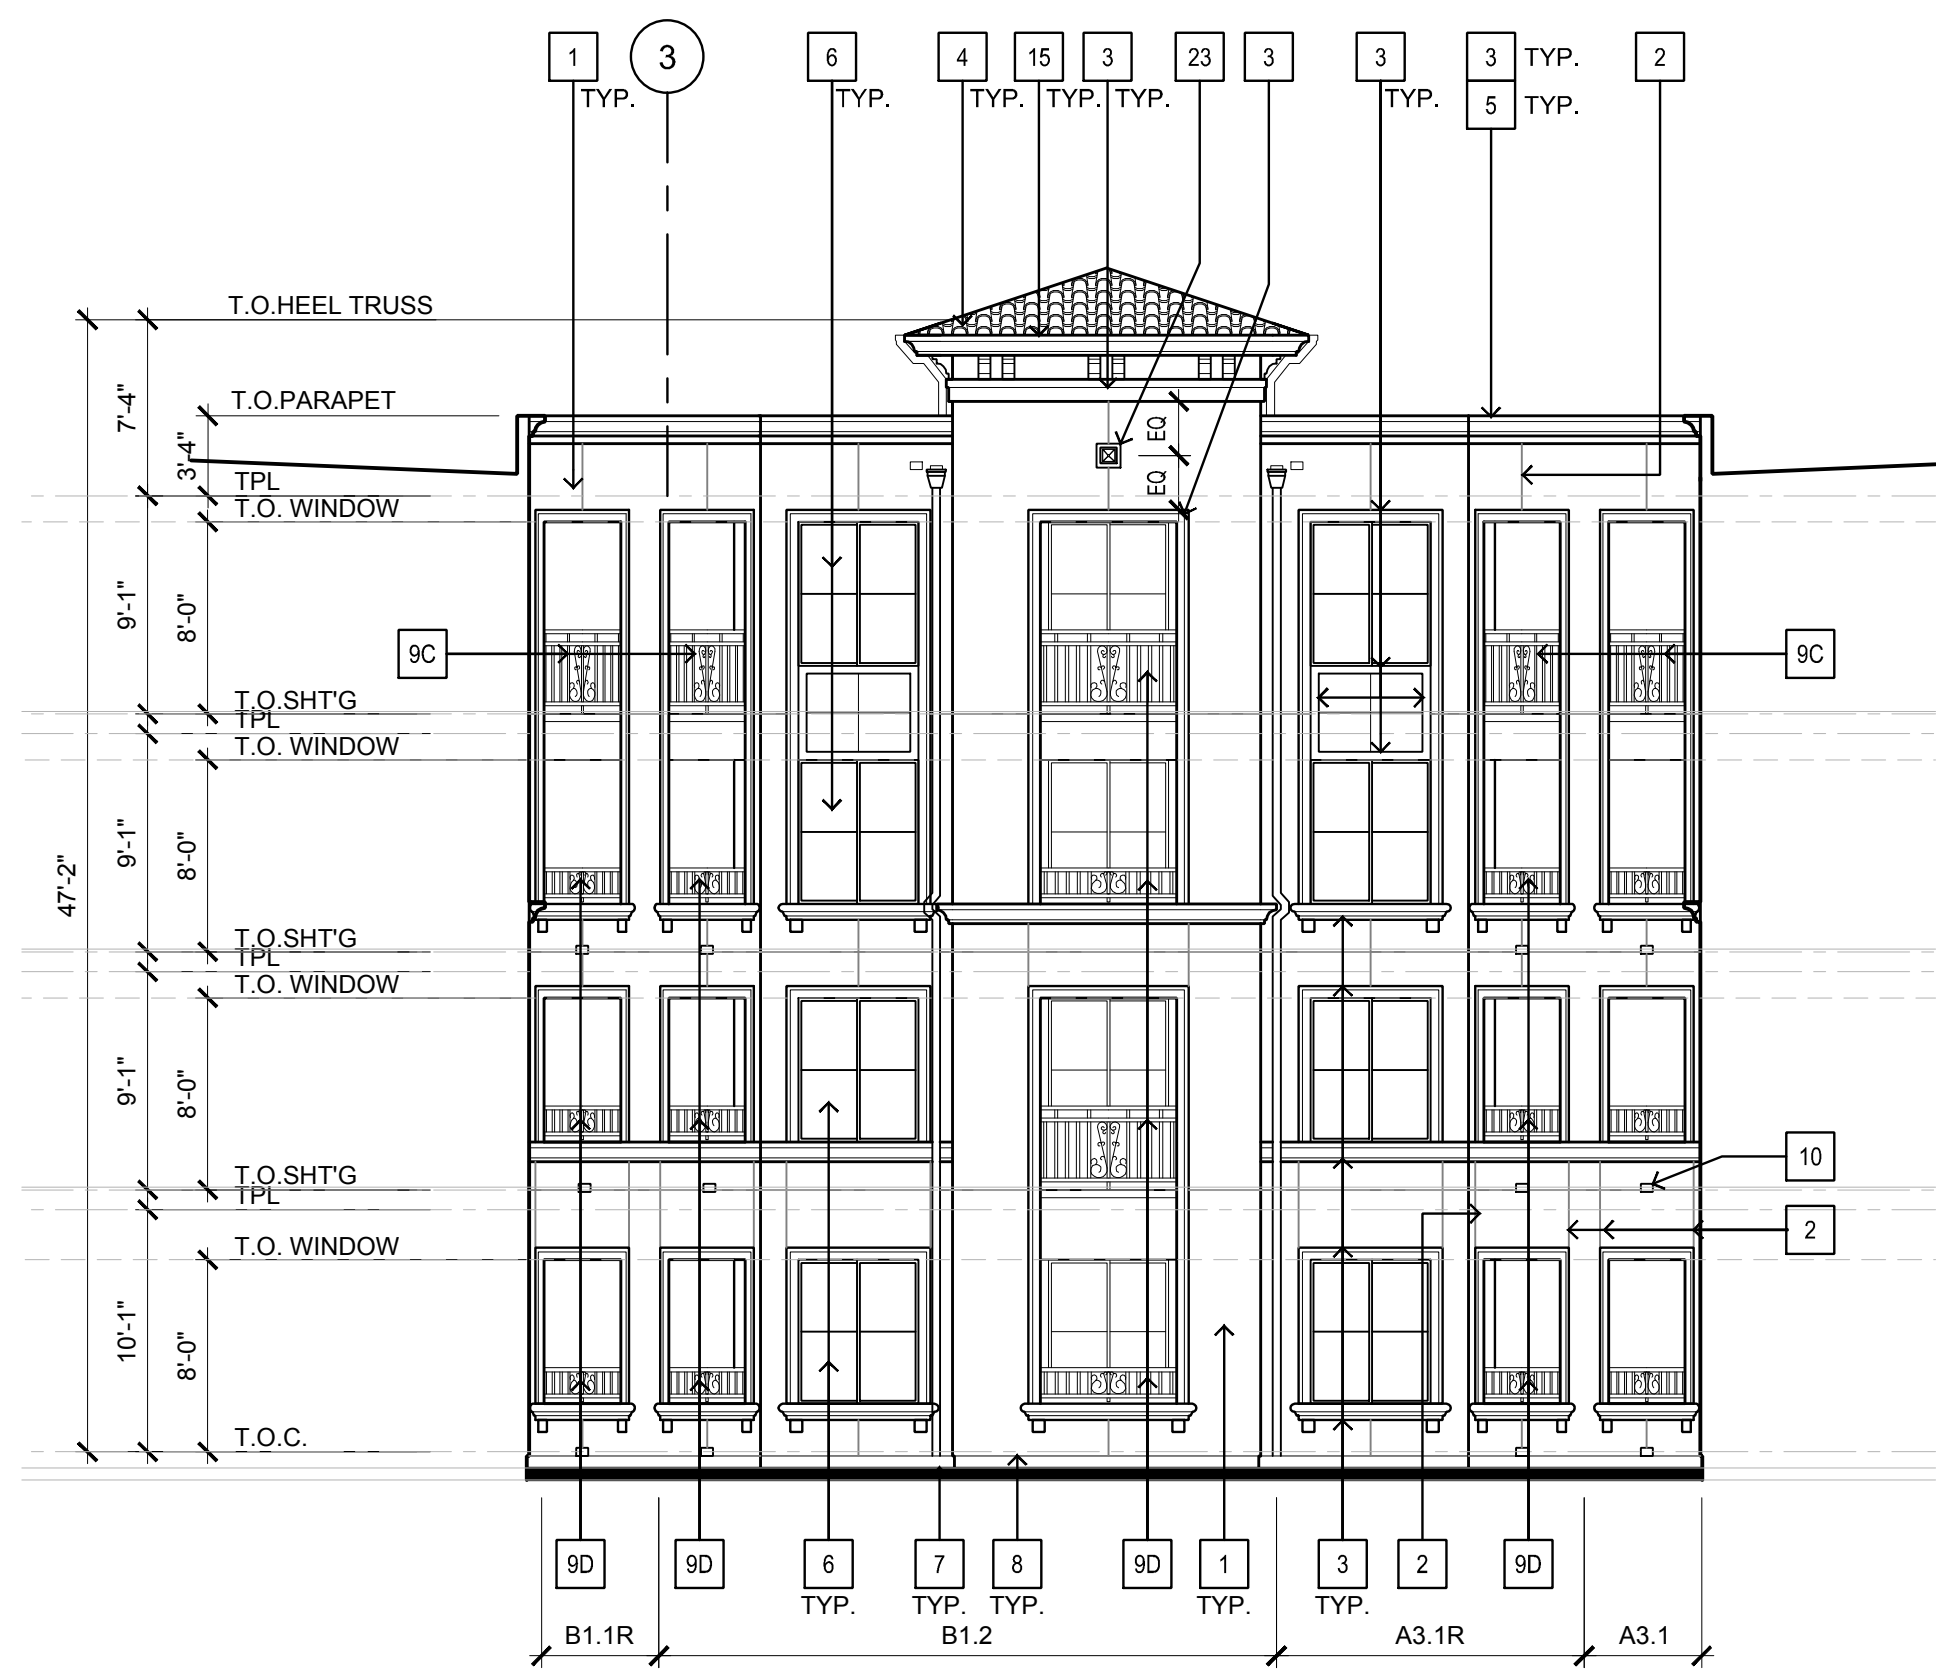 1
TYP.
3
6
TYP.
4
TYP.
15
TYP.
3
TYP.
23
3
3
TYP.
3 TYP.
5 TYP.
2
T.O.HEEL TRUSS
7'-4"
T.O.PARAPET
3'-4"
EQ
EQ
TPL
T.O. WINDOW
9'-1"
8'-0"
9C
9C
T.O.SHT'G
TPL
T.O. WINDOW
9'-1"
8'-0"
47'-2"
T.O.SHT'G
TPL
T.O. WINDOW
9'-1"
8'-0"
10
T.O.SHT'G
TPL
2
T.O. WINDOW
10'-1"
8'-0"
T.O.C.
9D
9D
6
TYP.
7
TYP.
8
TYP.
9D
1
TYP.
3
TYP.
2
9D
B1.1R
B1.2
A3.1R
A3.1